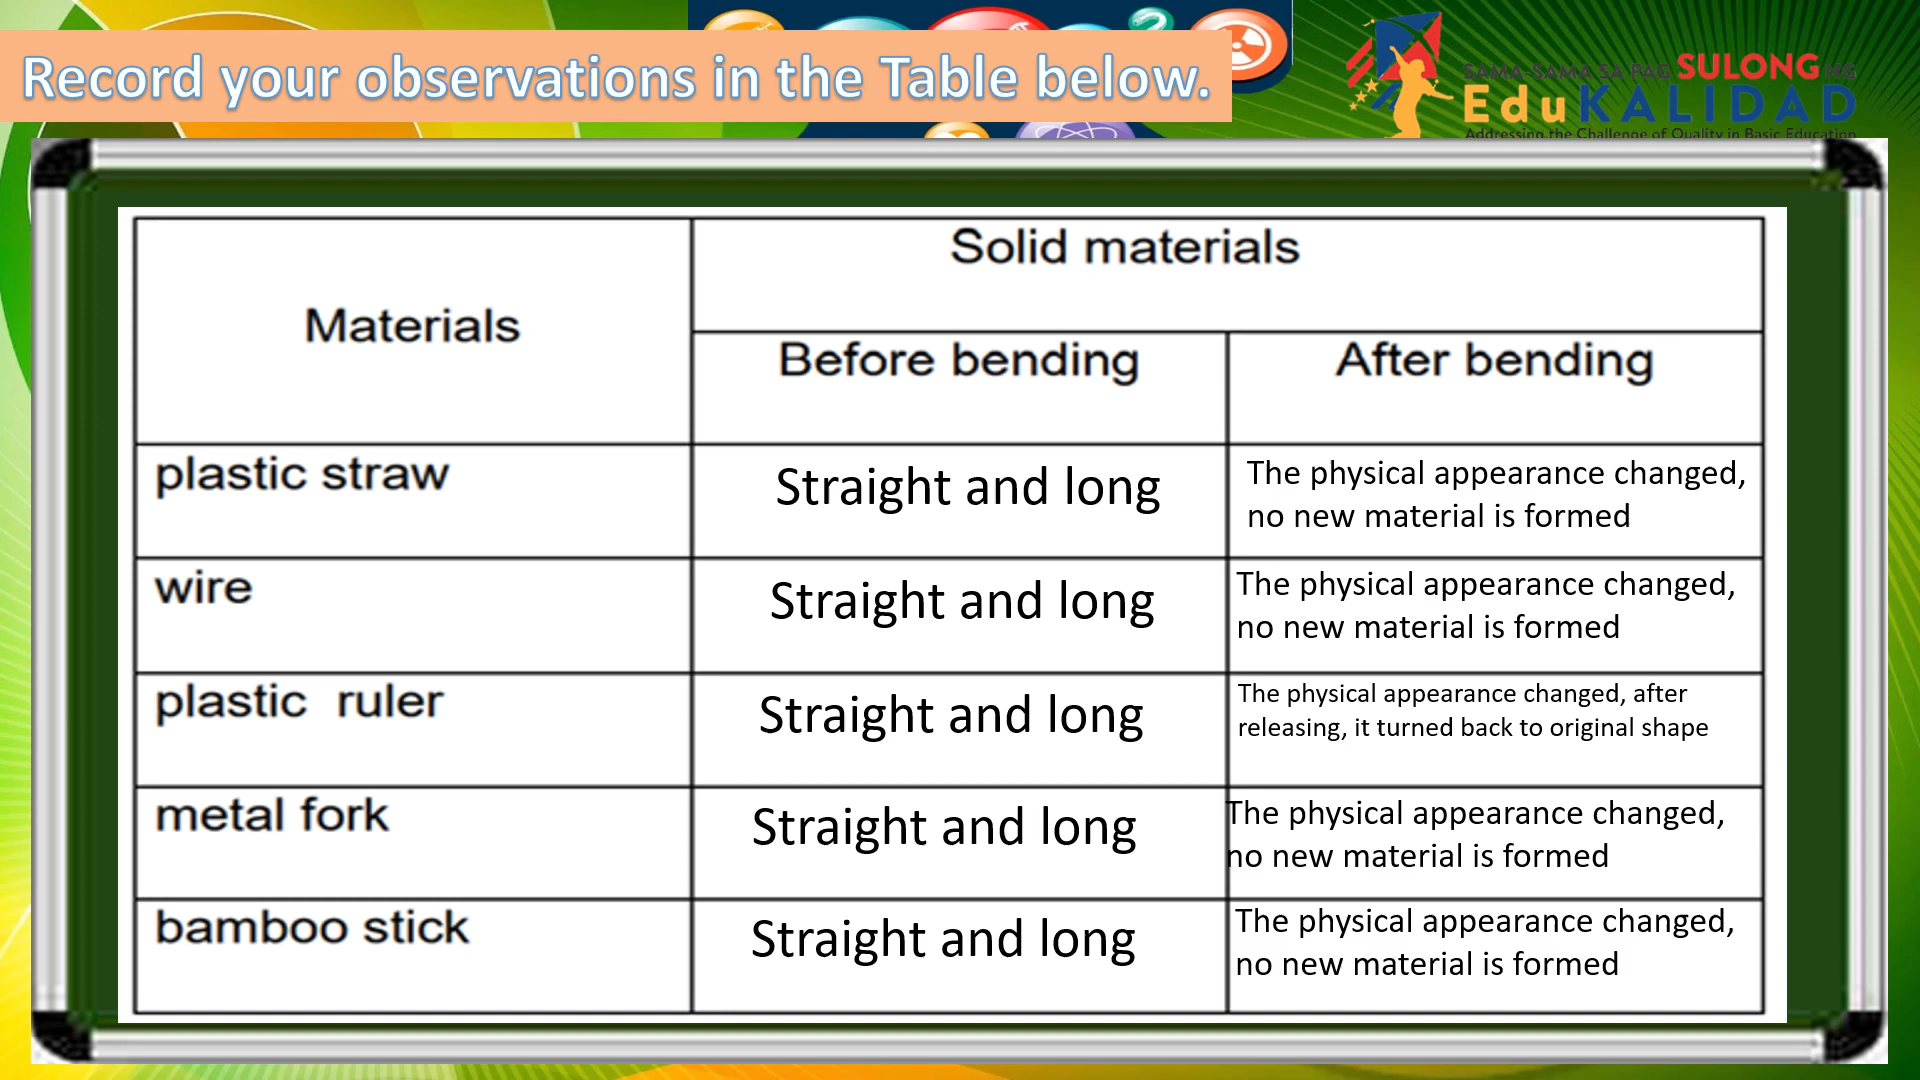 Record your observations in the Table below.
SAMA-SAMA SA PAG SULONG NG
EduKALIDAD
Addressing the Challenge of Quality in Basic Education
Materials
Solid materials
Before bending
After bending
plastic straw
Straight and long
The physical appearance changed,
no new material is formed
wire
Straight and long
The physical appearance changed,
no new material is formed
plastic ruler
Straight and long
The physical appearance changed, after
releasing, it turned back to original shape
metal fork
Straight and long
The physical appearance changed,
no new material is formed
bamboo stick
Straight and long
The physical appearance changed,
no new material is formed